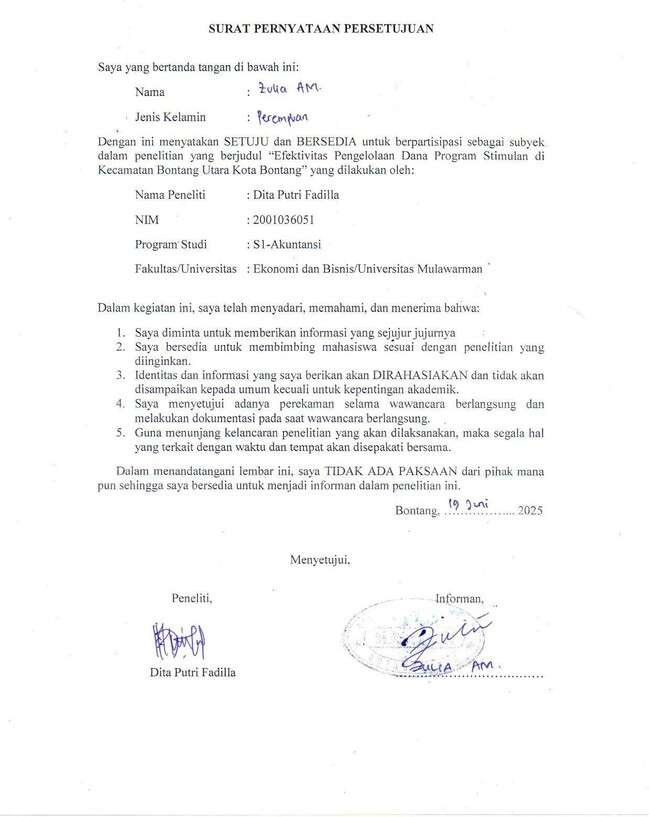 SURAT PERNYATAAN PERSETUJUAN
Saya yang bertanda tangan di bawah ini:
Nama : Zulia AM.
Jenis Kelamin : Perempuan
Dengan ini menyatakan SETUJU dan BERSEDIA untuk berpartisipasi sebagai subyek
dalam penelitian yang berjudul “Efektivitas Pengelolaan Dana Program Stimulan di
Kecamatan Bontang Utara Kota Bontang” yang dilakukan oleh:
Nama Peneliti : Dita Putri Fadilla
NIM : 2001036051
Program Studi : S1-Akuntansi
Fakultas/Universitas : Ekonomi dan Bisnis/Universitas Mulawarman
Dalam kegiatan ini, saya telah menyadari, memahami, dan menerima bahwa:
1. Saya diminta untuk memberikan informasi yang sejujur jujurnya
2. Saya bersedia untuk membimbing mahasiswa sesuai dengan penelitian yang
diinginkan.
3. Identitas dan informasi yang saya berikan akan DIRAHASIAKAN dan tidak akan
disampaikan kepada umum kecuali untuk kepentingan akademik.
4. Saya menyetujui adanya perekaman selama wawancara berlangsung dan
melakukan dokumentasi pada saat wawancara berlangsung.
5. Guna menunjang kelancaran penelitian yang akan dilaksanakan, maka segala hal
yang terkait dengan waktu dan tempat akan disepakati bersama.
Dalam menandatangani lembar ini, saya TIDAK ADA PAKSAAN dari pihak mana
pun sehingga saya bersedia untuk menjadi informan dalam penelitian ini.
Bontang, 19 Juni 2025
Menyetujui,
Peneliti, Informan,
Dita Putri Fadilla ZULIA AM.